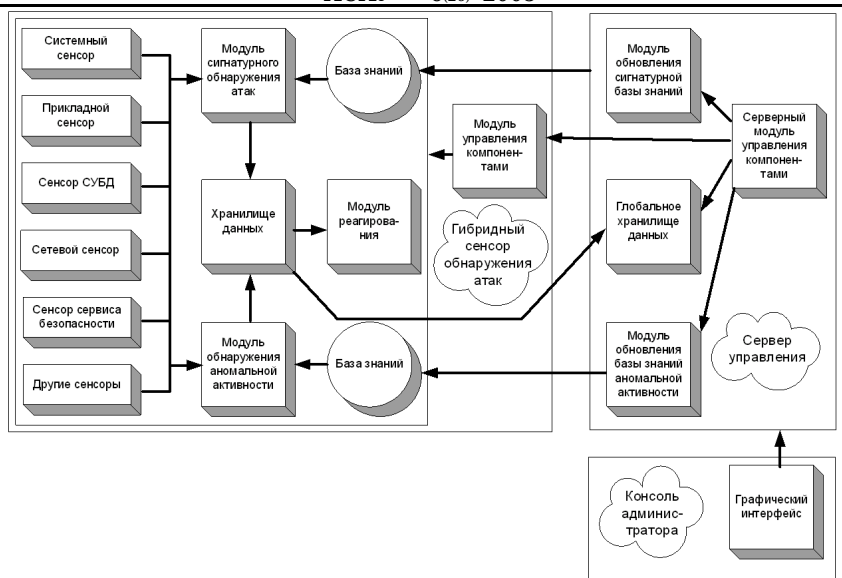 Системный
сенсор
Прикладной
сенсор
Сенсор СУБД
Сетевой сенсор
Сенсор сервиса
безопасности
Другие сенсоры
Модуль
сигнатурного
обнаружения
атак
База знаний
Хранилище
данных
Модуль
реагирова-
ния
Модуль
обнаружения
аномальной
активности
База знаний
Модуль
управления
компонен-
тами
Гибридный
сенсор
обнаружения
атак
Модуль
обновления
сигнатурной
базы знаний
Серверный
модуль
управления
компонен-
тами
Глобальное
хранилище
данных
Модуль
обновления
базы знаний
аномальной
активности
Сервер
управления
Консоль
админис-
тратора
Графический
интерфейс